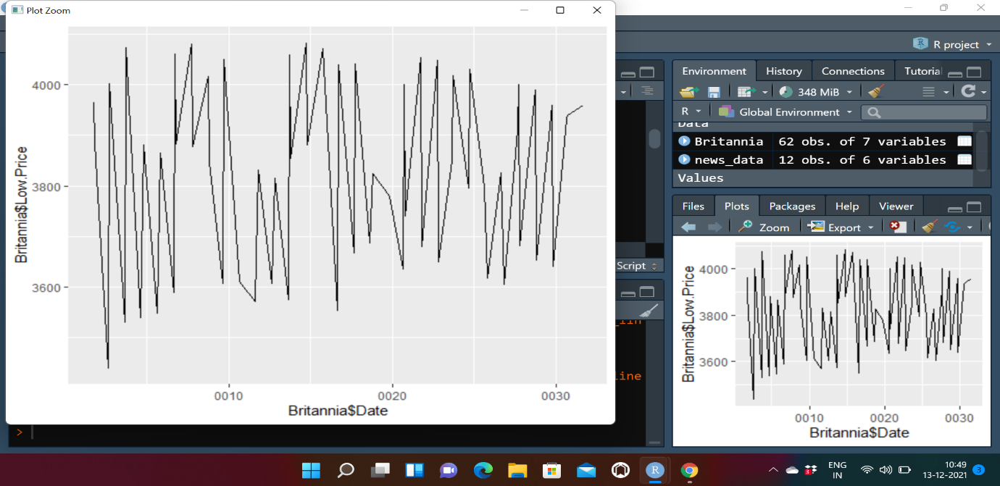 Plot Zoom
4000
3800
3600
Britannia$Low.Price
0010
0020
0030
Britannia$Date
R project
Environment
History
Connections
Tutorial
348 MiB
R
Global Environment
Data
Britannia
62 obs. of 7 variables
news_data
12 obs. of 6 variables
Values
Files
Plots
Packages
Help
Viewer
Zoom
Export
Script
_lin
line
>
4000
3800
3600
Britannia$Low.Price
0010
0020
0030
Britannia$Date
R
3
ENG
IN
10:49
13-12-2021
3